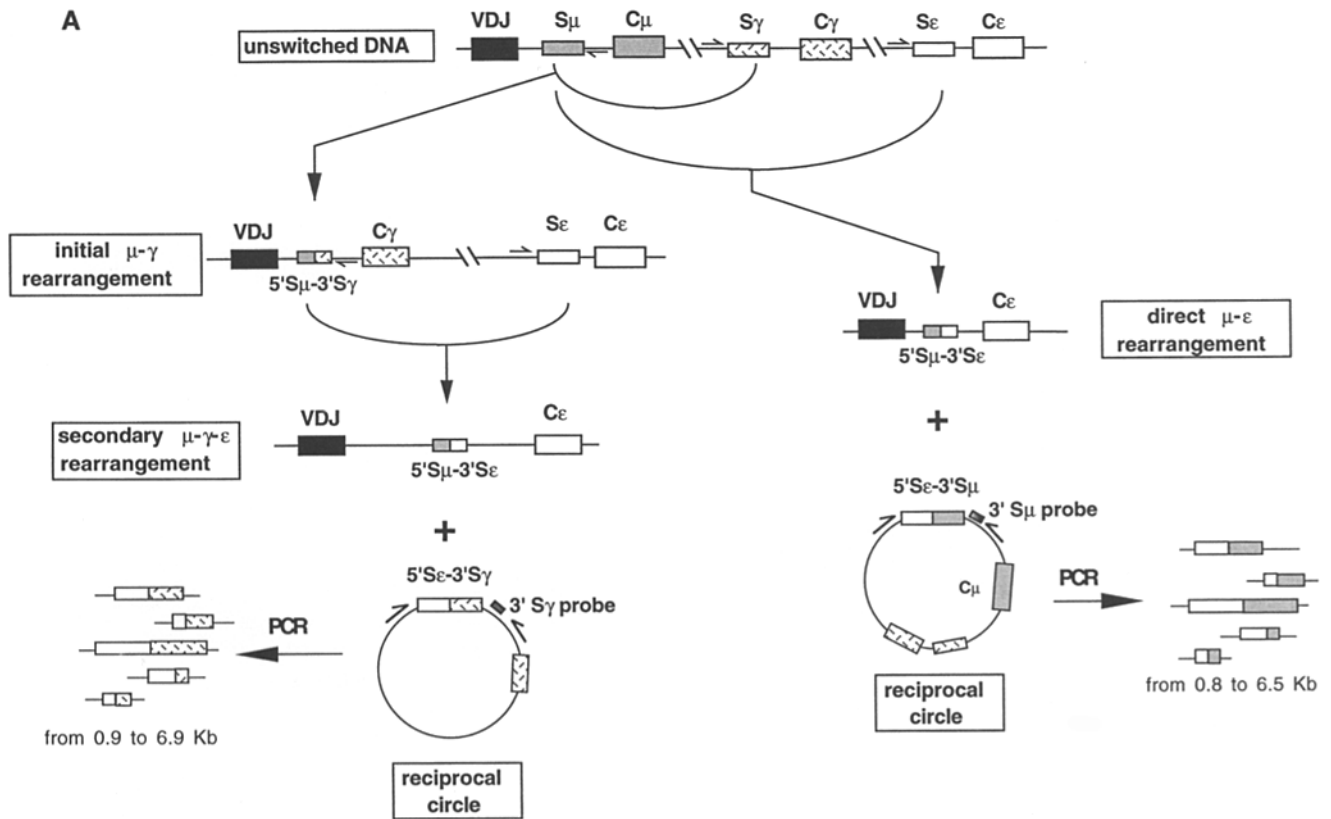 A
VDJ Sμ Cμ Sγ Cγ Sε Cε
unswitched DNA
initial μ-γ
rearrangement
VDJ Cγ Sε Cε
5'Sμ-3'Sγ
VDJ Cε
5'Sμ-3'Sε
direct μ-ε
rearrangement
secondary μ-γ-ε
rearrangement
VDJ Cε
5'Sμ-3'Sε
+
+
5'Sε-3'Sγ
3' Sγ probe
PCR
from 0.9 to 6.9 Kb
reciprocal
circle
5'Sε-3'Sμ
3' Sμ probe
Cμ
PCR
reciprocal
circle
from 0.8 to 6.5 Kb